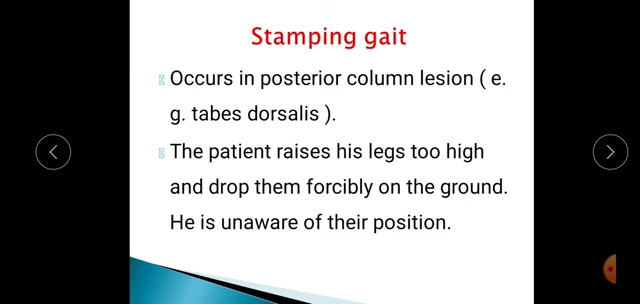 Stamping gait
Occurs in posterior column lesion ( e.
g. tabes dorsalis ).
The patient raises his legs too high
and drop them forcibly on the ground.
He is unaware of their position.